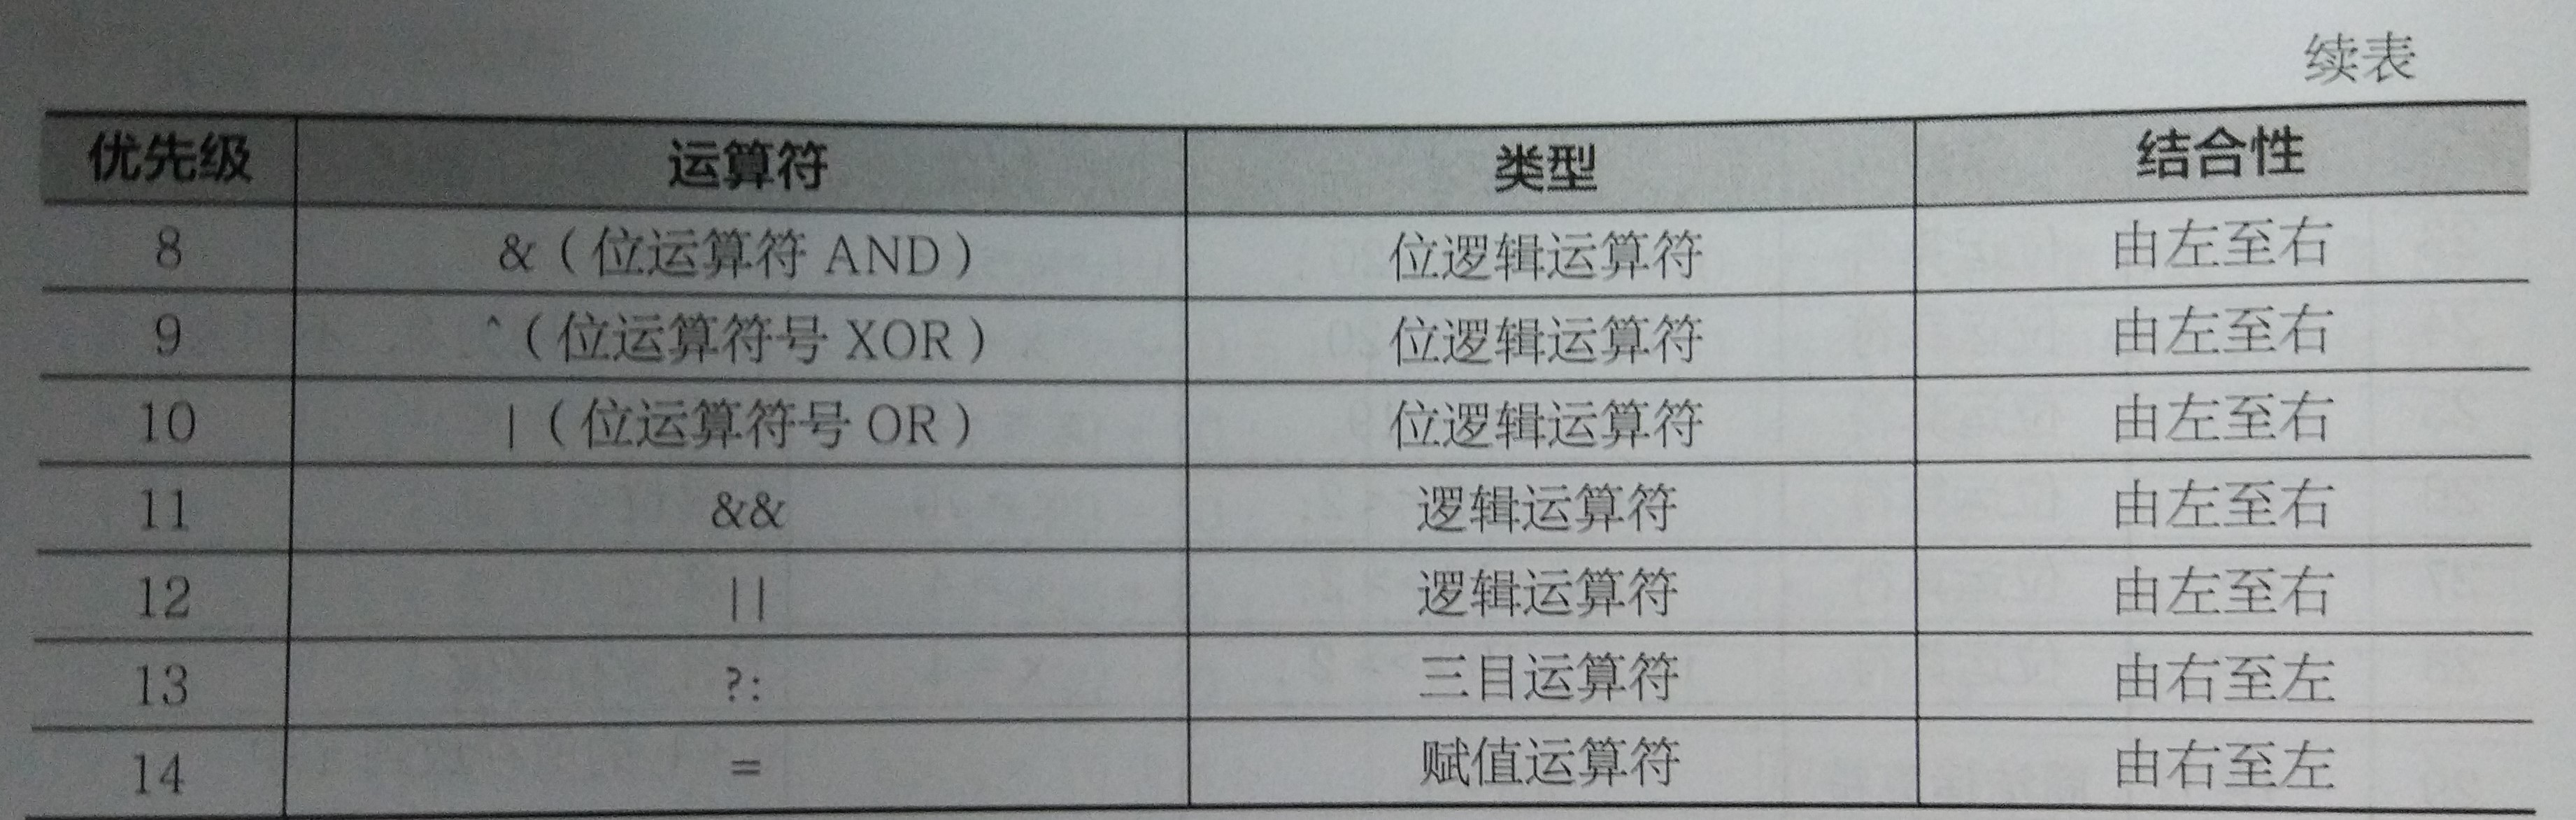 续表
优先级 运算符 类型 结合性
8 &（位运算符 AND） 位逻辑运算符 由左至右
9 ^（位运算符号 XOR） 位逻辑运算符 由左至右
10 |（位运算符号 OR） 位逻辑运算符 由左至右
11 && 逻辑运算符 由左至右
12 || 逻辑运算符 由左至右
13 ?: 三目运算符 由右至左
14 = 赋值运算符 由右至左